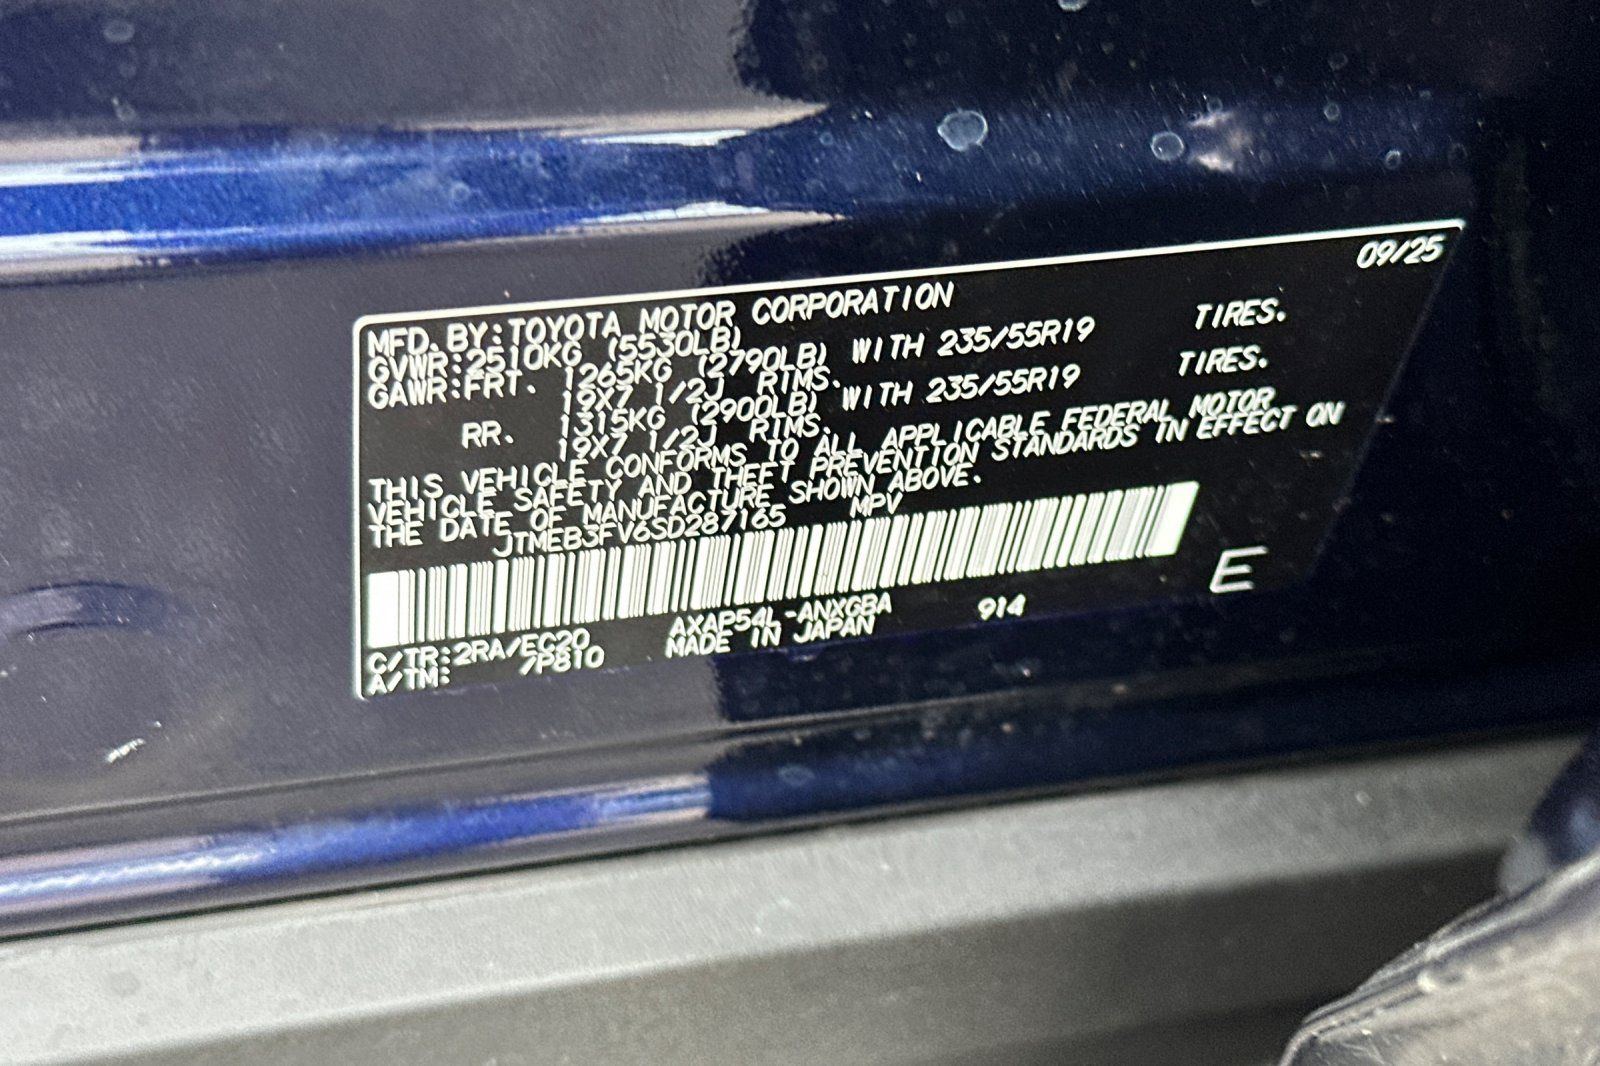 09/25
MFD. BY: TOYOTA MOTOR CORPORATION
GVWR: 2510KG (5530LB)
GAWR: FRT. 1265KG (2790LB) WITH 235/55R19 TIRES.
19X7 1/2J RIMS.
RR. 1315KG (2900LB) WITH 235/55R19 TIRES.
19X7 1/2J RIMS.
THIS VEHICLE CONFORMS TO ALL APPLICABLE FEDERAL MOTOR
VEHICLE SAFETY AND THEFT PREVENTION STANDARDS IN EFFECT ON
THE DATE OF MANUFACTURE SHOWN ABOVE.
JTMEB3FV6SD287165 MPV
E
C/TR: 2RA/EC20 AXAP54L-ANXGBA 914
A/TM: /P810 MADE IN JAPAN